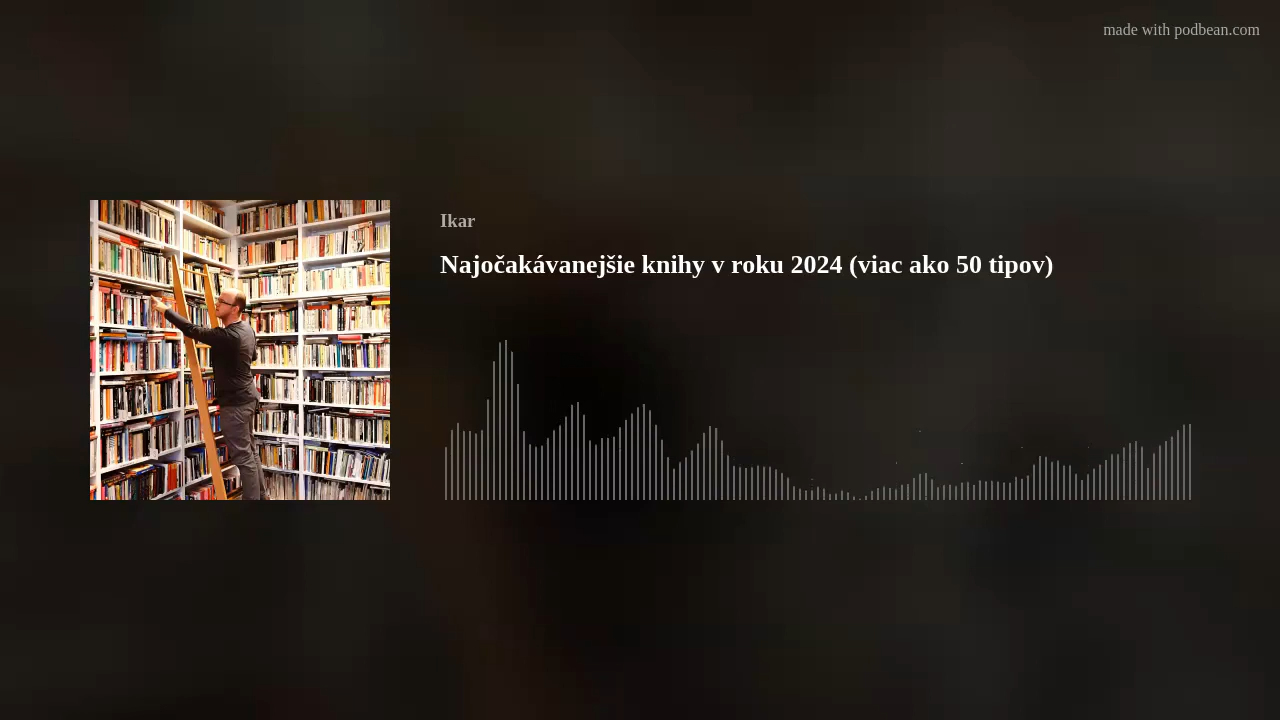 made with podbean.com
Ikar
Najočakávanejšie knihy v roku 2024 (viac ako 50 tipov)